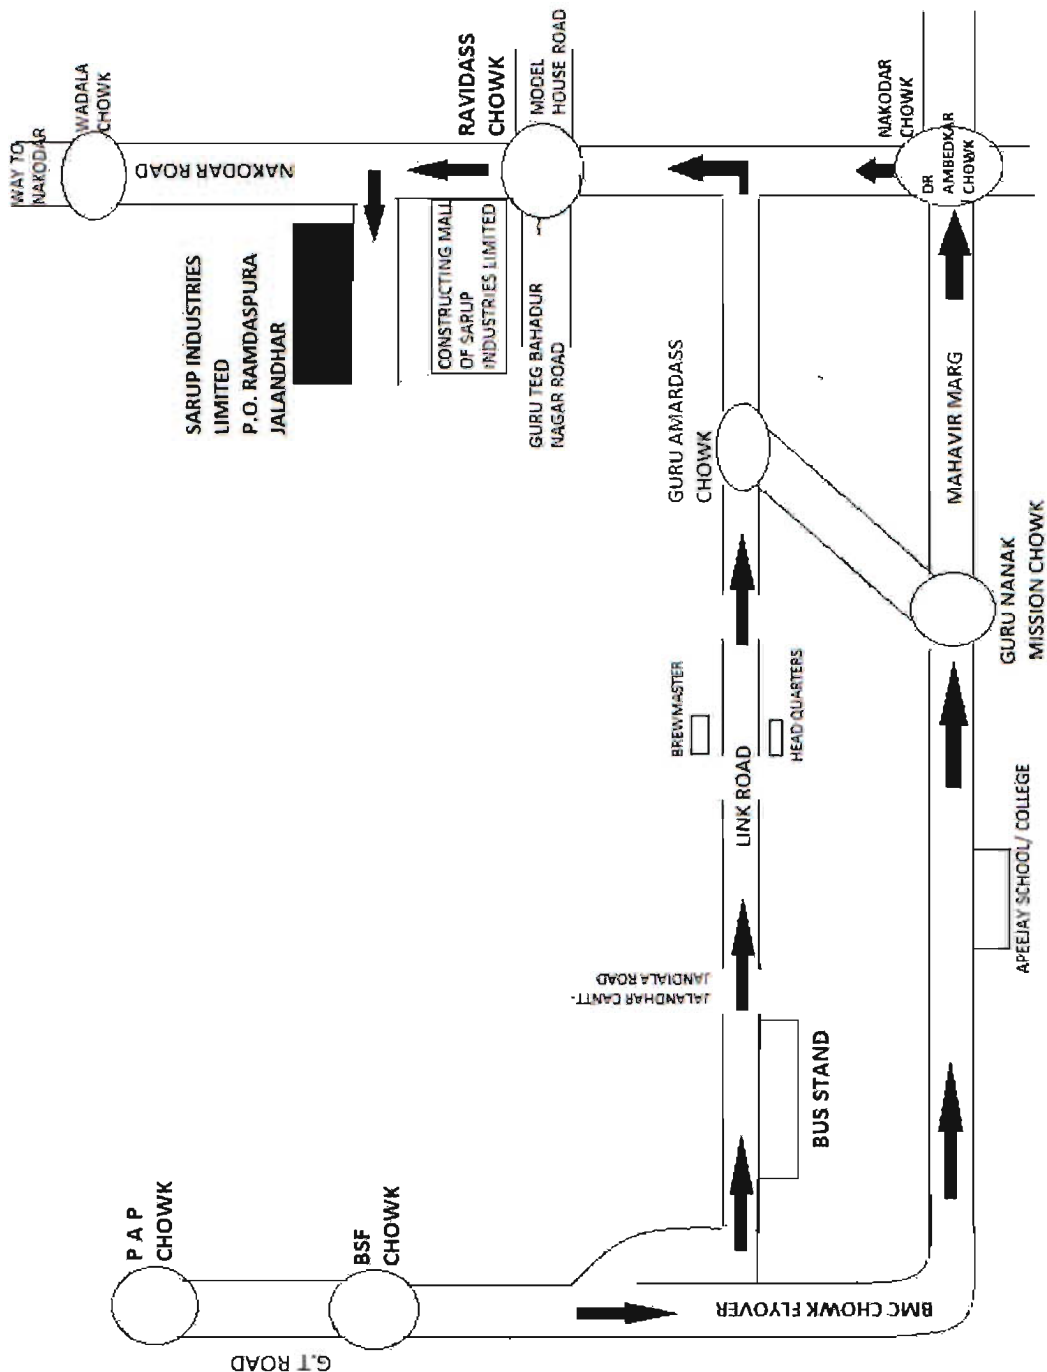 WAY TO
NAKODAR
WADALA
CHOWK
NAKODAR ROAD
SARUP INDUSTRIES
LIMITED
P.O. RAMDASPURA
JALANDHAR
CONSTRUCTING MALL
OF SARUP
INDUSTRIES LIMITED
RAVIDASS
CHOWK
MODEL
HOUSE ROAD
GURU TEG BAHADUR
NAGAR ROAD
NAKODAR
CHOWK
DR
AMBEDKAR
CHOWK
GURU AMARDASS
CHOWK
MAHAVIR MARG
GURU NANAK
MISSION CHOWK
BREWMASTER
HEAD QUARTERS
LINK ROAD
APEEJAY SCHOOL/ COLLEGE
JALANDHAR CANTT-
JANDIALA ROAD
BUS STAND
P A P
CHOWK
BSF
CHOWK
BMC CHOWK FLYOVER
G.T ROAD